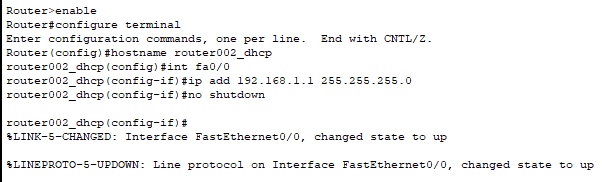 Router>enable
Router#configure terminal
Enter configuration commands, one per line.  End with CNTL/Z.
Router(config)#hostname router002_dhcp
router002_dhcp(config)#int fa0/0
router002_dhcp(config-if)#ip add 192.168.1.1 255.255.255.0
router002_dhcp(config-if)#no shutdown

router002_dhcp(config-if)#
%LINK-5-CHANGED: Interface FastEthernet0/0, changed state to up

%LINEPROTO-5-UPDOWN: Line protocol on Interface FastEthernet0/0, changed state to up